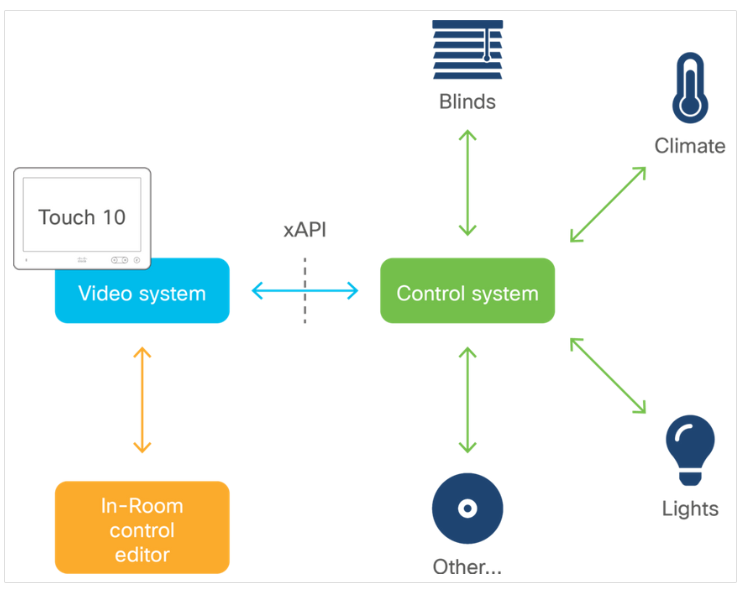 Blinds
Climate
Touch 10
xAPI
Video system
Control system
In-Room
control
editor
Lights
Other...